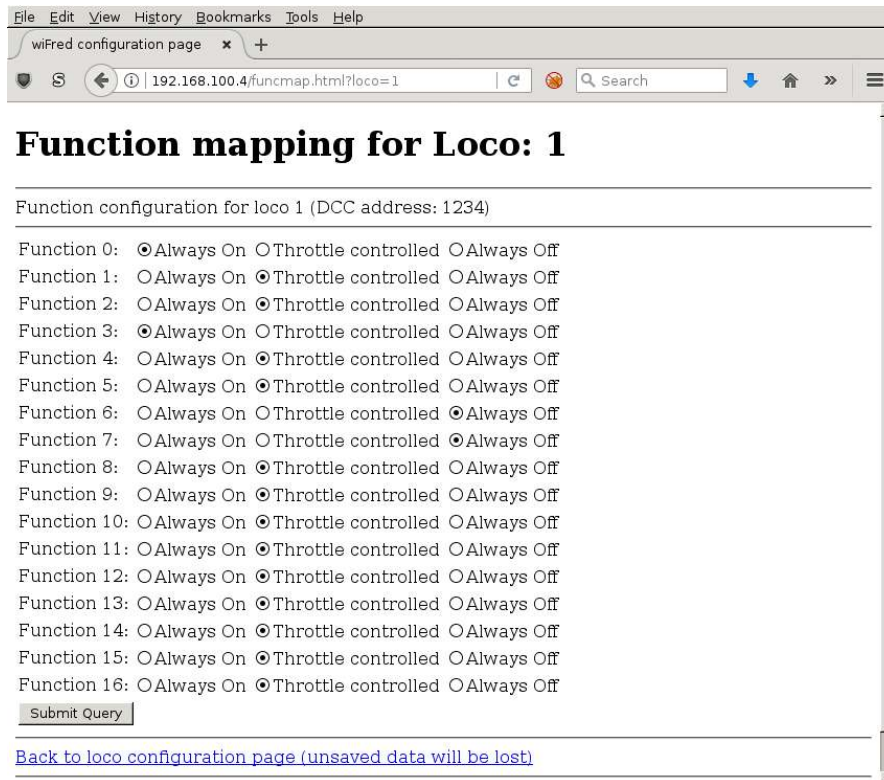 File Edit View History Bookmarks Tools Help
wiFred configuration page × +
S 192.168.100.4/funcmap.html?loco=1 Search
Function mapping for Loco: 1
Function configuration for loco 1 (DCC address: 1234)
Function 0: Always On Throttle controlled Always Off
Function 1: Always On Throttle controlled Always Off
Function 2: Always On Throttle controlled Always Off
Function 3: Always On Throttle controlled Always Off
Function 4: Always On Throttle controlled Always Off
Function 5: Always On Throttle controlled Always Off
Function 6: Always On Throttle controlled Always Off
Function 7: Always On Throttle controlled Always Off
Function 8: Always On Throttle controlled Always Off
Function 9: Always On Throttle controlled Always Off
Function 10: Always On Throttle controlled Always Off
Function 11: Always On Throttle controlled Always Off
Function 12: Always On Throttle controlled Always Off
Function 13: Always On Throttle controlled Always Off
Function 14: Always On Throttle controlled Always Off
Function 15: Always On Throttle controlled Always Off
Function 16: Always On Throttle controlled Always Off
Submit Query
Back to loco configuration page (unsaved data will be lost)